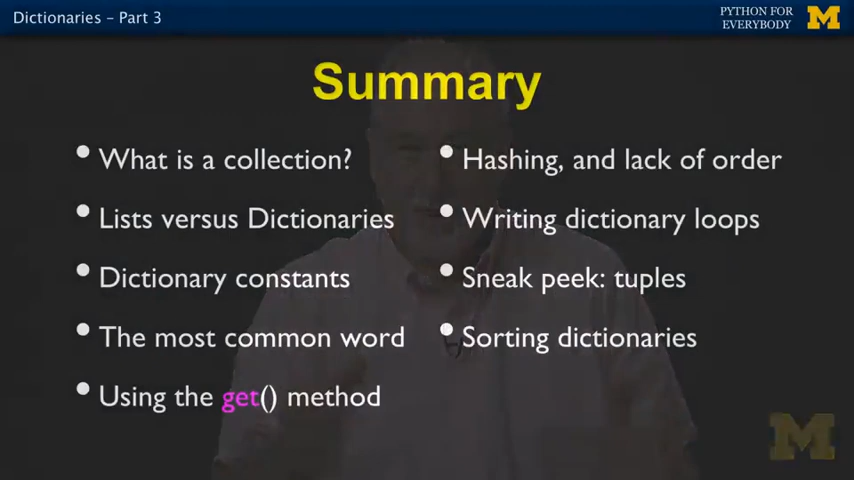 Dictionaries – Part 3
PYTHON FOR
EVERYBODY
Summary
• What is a collection?
• Lists versus Dictionaries
• Dictionary constants
• The most common word
• Using the get() method
• Hashing, and lack of order
• Writing dictionary loops
• Sneak peek: tuples
• Sorting dictionaries
M
M